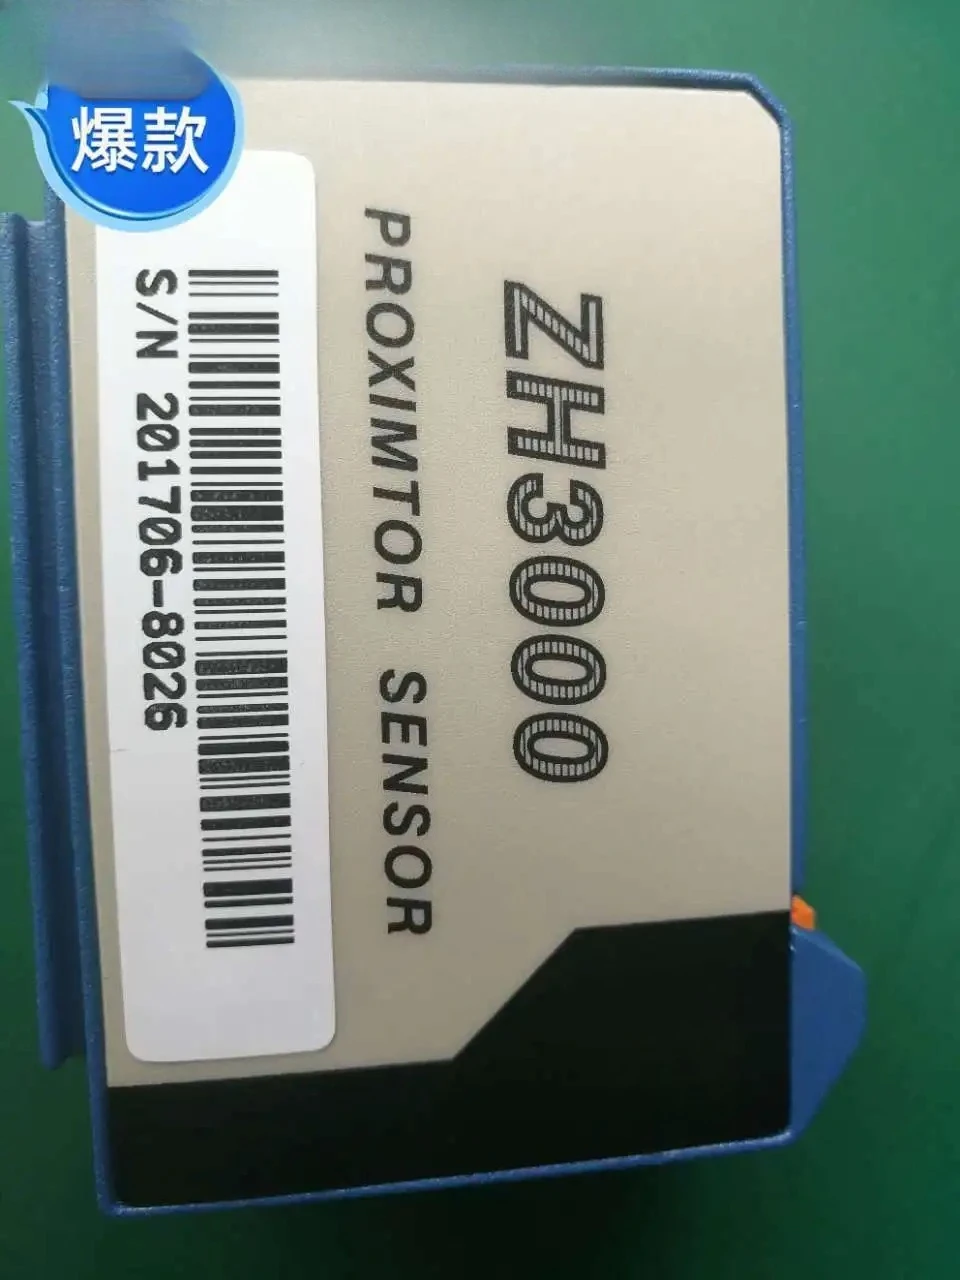 爆款
ZH3000
PROXIMTOR SENSOR
S/N 201706-8026